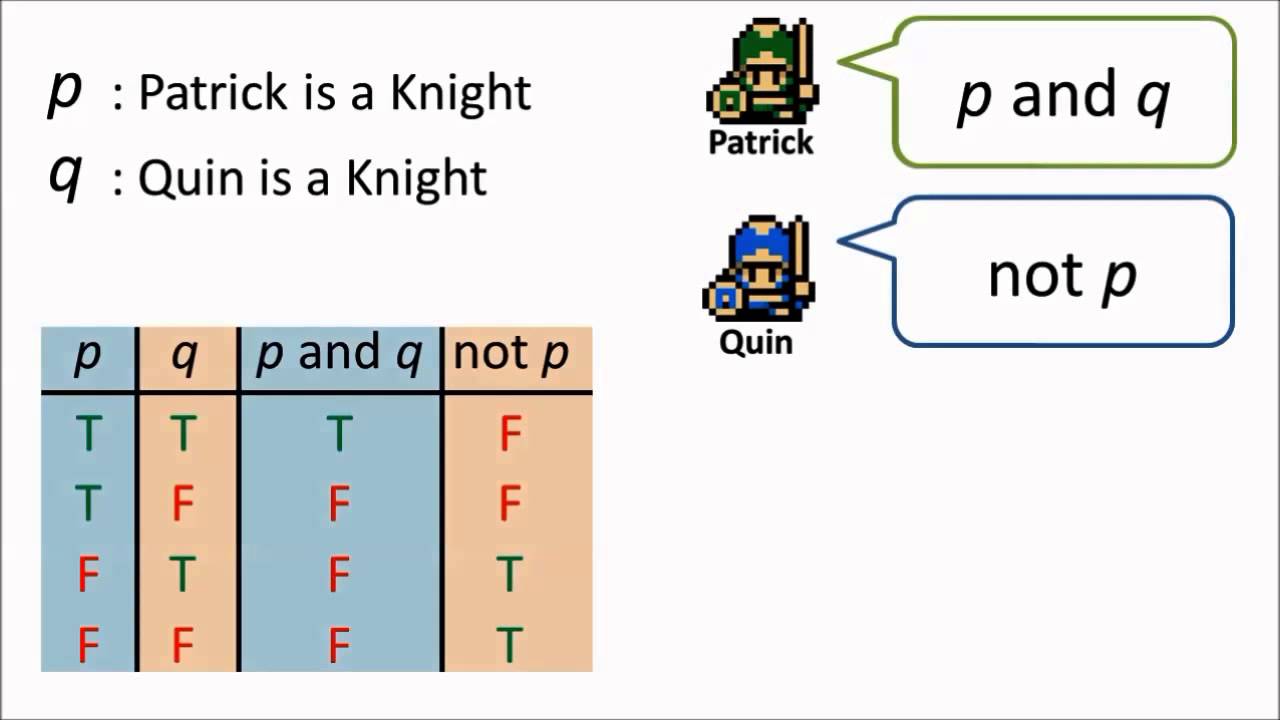 p : Patrick is a Knight
q : Quin is a Knight
Patrick
p and q
Quin
not p
p q p and q not p
T T T F
T F F F
F T F T
F F F T